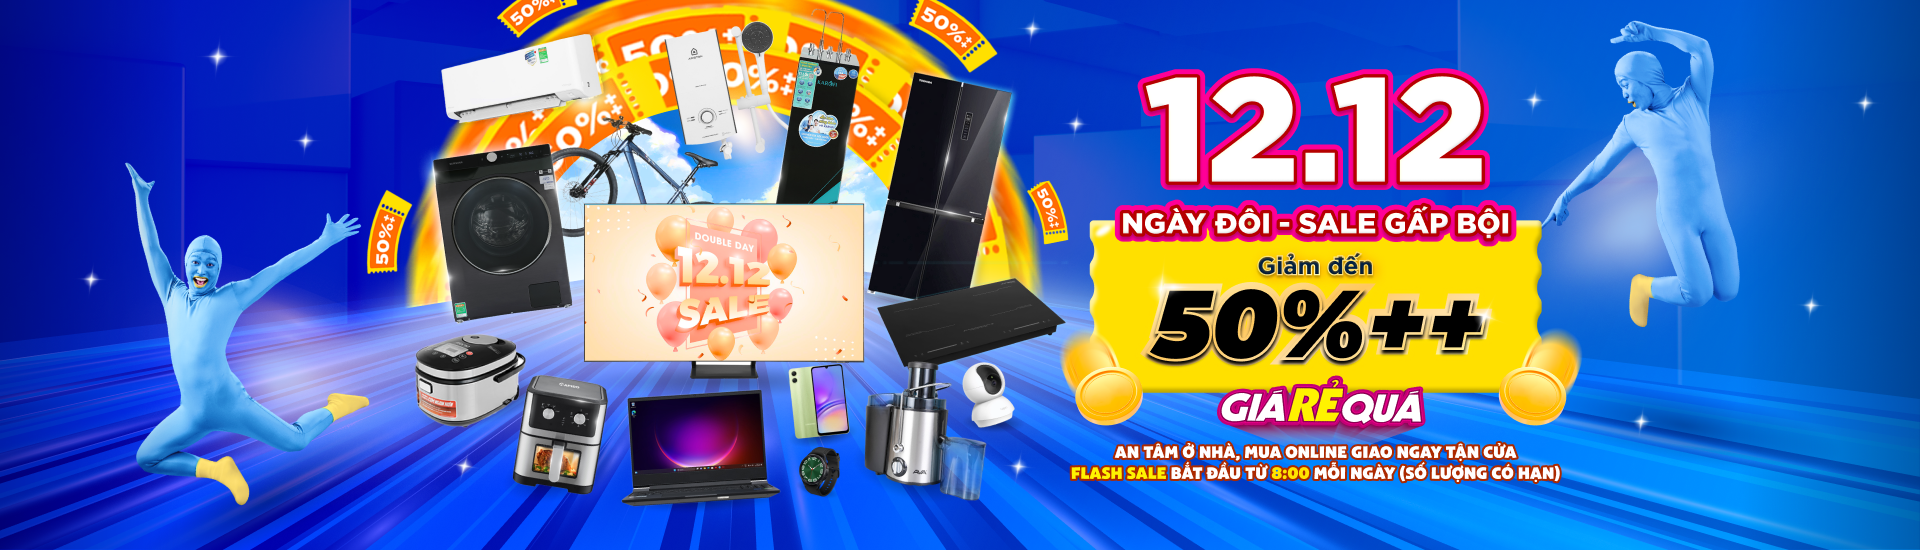 50%++
50%++
50%++
50%++
DOUBLE DAY
12.12
SALE
KAROFI
AVA
12.12
NGÀY ĐÔI - SALE GẤP BỘI
Giảm đến
50%++
GIÁ RẺ QUÁ
AN TÂM Ở NHÀ, MUA ONLINE GIAO NGAY TẬN CỬA
FLASH SALE BẮT ĐẦU TỪ 8:00 MỖI NGÀY (SỐ LƯỢNG CÓ HẠN)